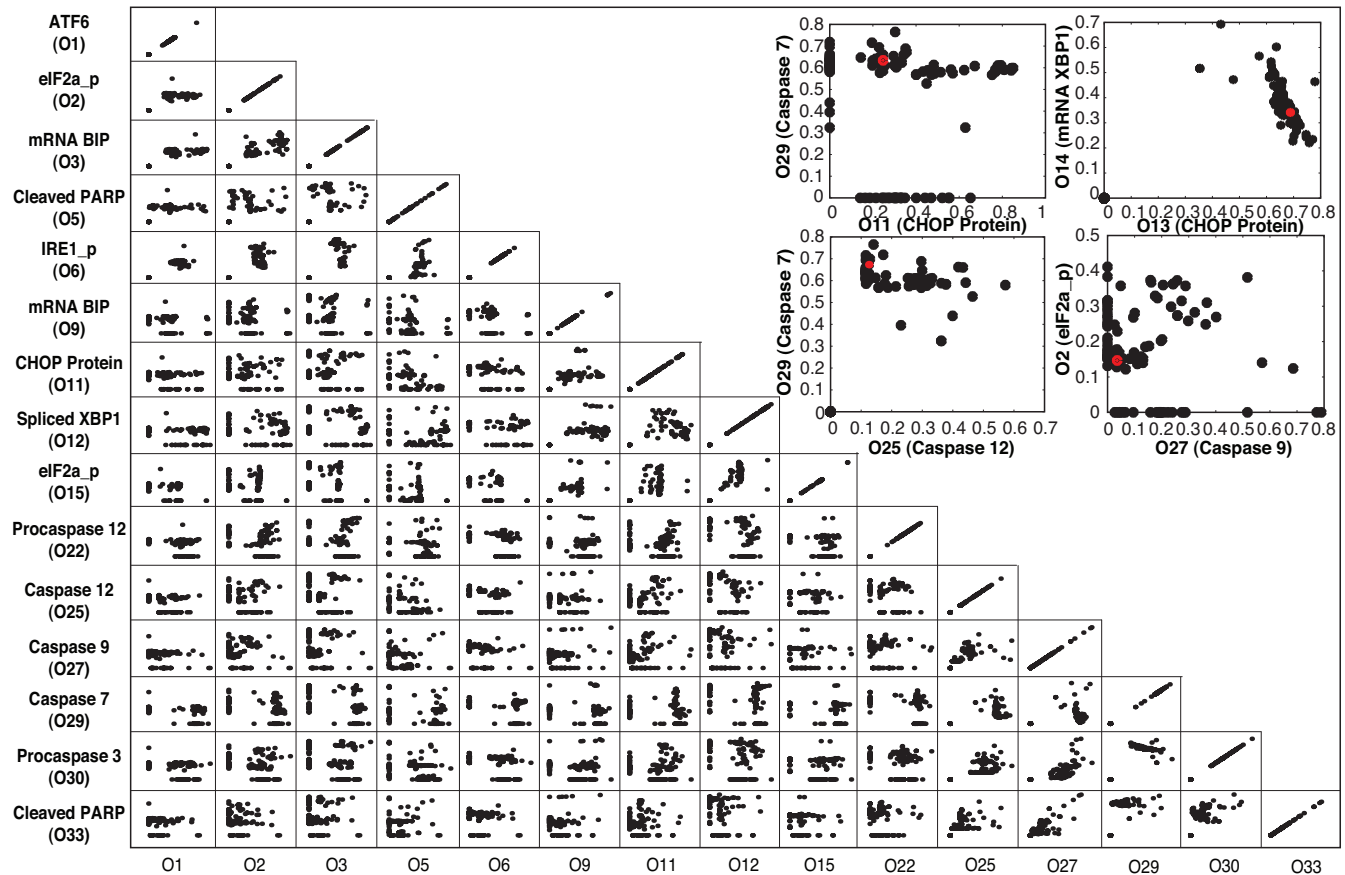 ATF6
(O1)
eIF2a_p
(O2)
mRNA BIP
(O3)
Cleaved PARP
(O5)
IRE1_p
(O6)
mRNA BIP
(O9)
CHOP Protein
(O11)
Spliced XBP1
(O12)
eIF2a_p
(O15)
Procaspase 12
(O22)
Caspase 12
(O25)
Caspase 9
(O27)
Caspase 7
(O29)
Procaspase 3
(O30)
Cleaved PARP
(O33)
O1 O2 O3 O5 O6 O9 O11 O12 O15 O22 O25 O27 O29 O30 O33
O29 (Caspase 7)
0.8
0.7
0.6
0.5
0.4
0.3
0.2
0.1
0
0 0.2 0.4 0.6 0.8 1
O11 (CHOP Protein)
O14 (mRNA XBP1)
0.7
0.6
0.5
0.4
0.3
0.2
0.1
0
0 0.1 0.2 0.3 0.4 0.5 0.6 0.7 0.8
O13 (CHOP Protein)
O29 (Caspase 7)
0.8
0.7
0.6
0.5
0.4
0.3
0.2
0.1
0
0 0.1 0.2 0.3 0.4 0.5 0.6 0.7
O25 (Caspase 12)
O2 (eIF2a_p)
0.5
0.4
0.3
0.2
0.1
0
0 0.1 0.2 0.3 0.4 0.5 0.6 0.7 0.8
O27 (Caspase 9)